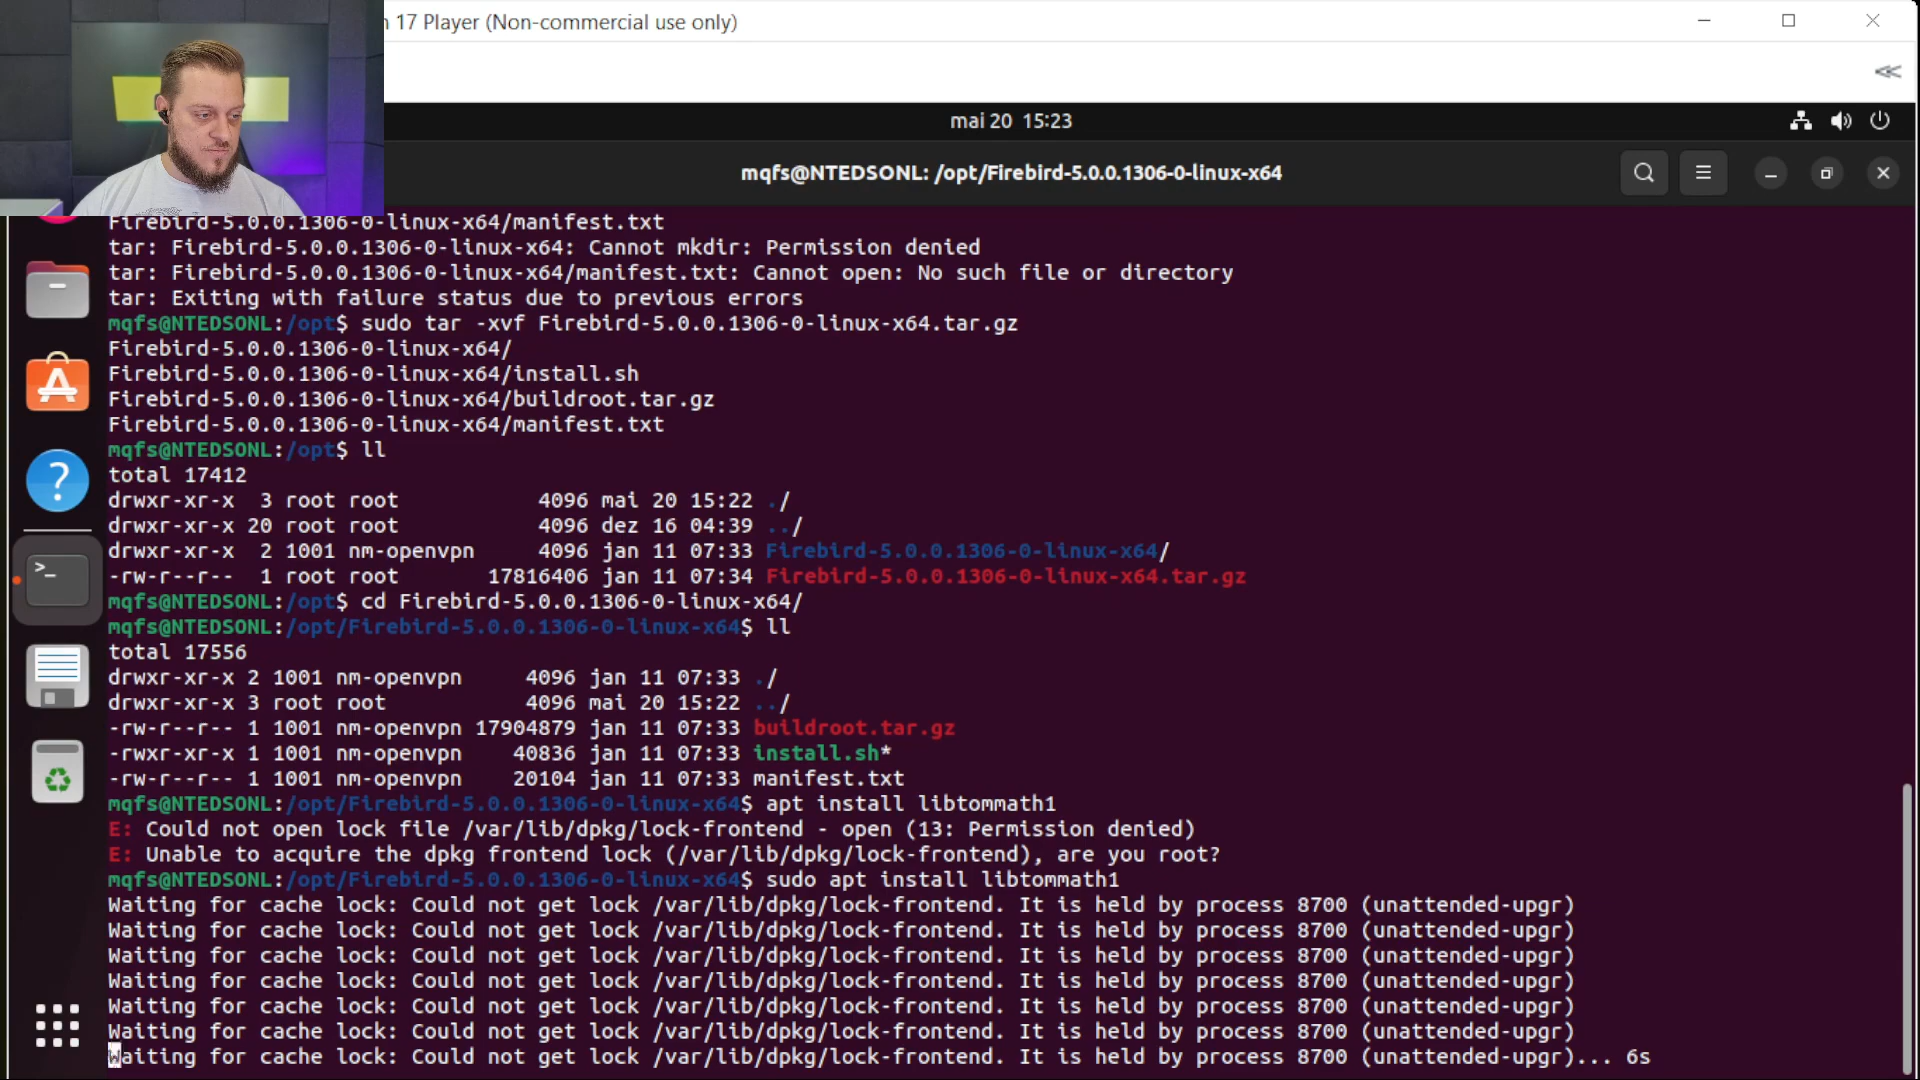 17 Player (Non-commercial use only)
mai 20 15:23
mqfs@NTEDSONL: /opt/Firebird-5.0.0.1306-0-linux-x64
Firebird-5.0.0.1306-0-linux-x64/manifest.txt
tar: Firebird-5.0.0.1306-0-linux-x64: Cannot mkdir: Permission denied
tar: Firebird-5.0.0.1306-0-linux-x64/manifest.txt: Cannot open: No such file or directory
tar: Exiting with failure status due to previous errors
mqfs@NTEDSONL:/opt$ sudo tar -xvf Firebird-5.0.0.1306-0-linux-x64.tar.gz
Firebird-5.0.0.1306-0-linux-x64/
Firebird-5.0.0.1306-0-linux-x64/install.sh
Firebird-5.0.0.1306-0-linux-x64/buildroot.tar.gz
Firebird-5.0.0.1306-0-linux-x64/manifest.txt
mqfs@NTEDSONL:/opt$ ll
total 17412
drwxr-xr-x  3 root root           4096 mai 20 15:22 ./
drwxr-xr-x 20 root root           4096 dez 16 04:39 ../
drwxr-xr-x  2 1001 nm-openvpn     4096 jan 11 07:33 Firebird-5.0.0.1306-0-linux-x64/
-rw-r--r--  1 root root       17816406 jan 11 07:34 Firebird-5.0.0.1306-0-linux-x64.tar.gz
mqfs@NTEDSONL:/opt$ cd Firebird-5.0.0.1306-0-linux-x64/
mqfs@NTEDSONL:/opt/Firebird-5.0.0.1306-0-linux-x64$ ll
total 17556
drwxr-xr-x 2 1001 nm-openvpn     4096 jan 11 07:33 ./
drwxr-xr-x 3 root root           4096 mai 20 15:22 ../
-rw-r--r-- 1 1001 nm-openvpn 17904879 jan 11 07:33 buildroot.tar.gz
-rwxr-xr-x 1 1001 nm-openvpn    40836 jan 11 07:33 install.sh*
-rw-r--r-- 1 1001 nm-openvpn    20104 jan 11 07:33 manifest.txt
mqfs@NTEDSONL:/opt/Firebird-5.0.0.1306-0-linux-x64$ apt install libtommath1
E: Could not open lock file /var/lib/dpkg/lock-frontend - open (13: Permission denied)
E: Unable to acquire the dpkg frontend lock (/var/lib/dpkg/lock-frontend), are you root?
mqfs@NTEDSONL:/opt/Firebird-5.0.0.1306-0-linux-x64$ sudo apt install libtommath1
Waiting for cache lock: Could not get lock /var/lib/dpkg/lock-frontend. It is held by process 8700 (unattended-upgr)
Waiting for cache lock: Could not get lock /var/lib/dpkg/lock-frontend. It is held by process 8700 (unattended-upgr)
Waiting for cache lock: Could not get lock /var/lib/dpkg/lock-frontend. It is held by process 8700 (unattended-upgr)
Waiting for cache lock: Could not get lock /var/lib/dpkg/lock-frontend. It is held by process 8700 (unattended-upgr)
Waiting for cache lock: Could not get lock /var/lib/dpkg/lock-frontend. It is held by process 8700 (unattended-upgr)
Waiting for cache lock: Could not get lock /var/lib/dpkg/lock-frontend. It is held by process 8700 (unattended-upgr)
Waiting for cache lock: Could not get lock /var/lib/dpkg/lock-frontend. It is held by process 8700 (unattended-upgr)... 6s